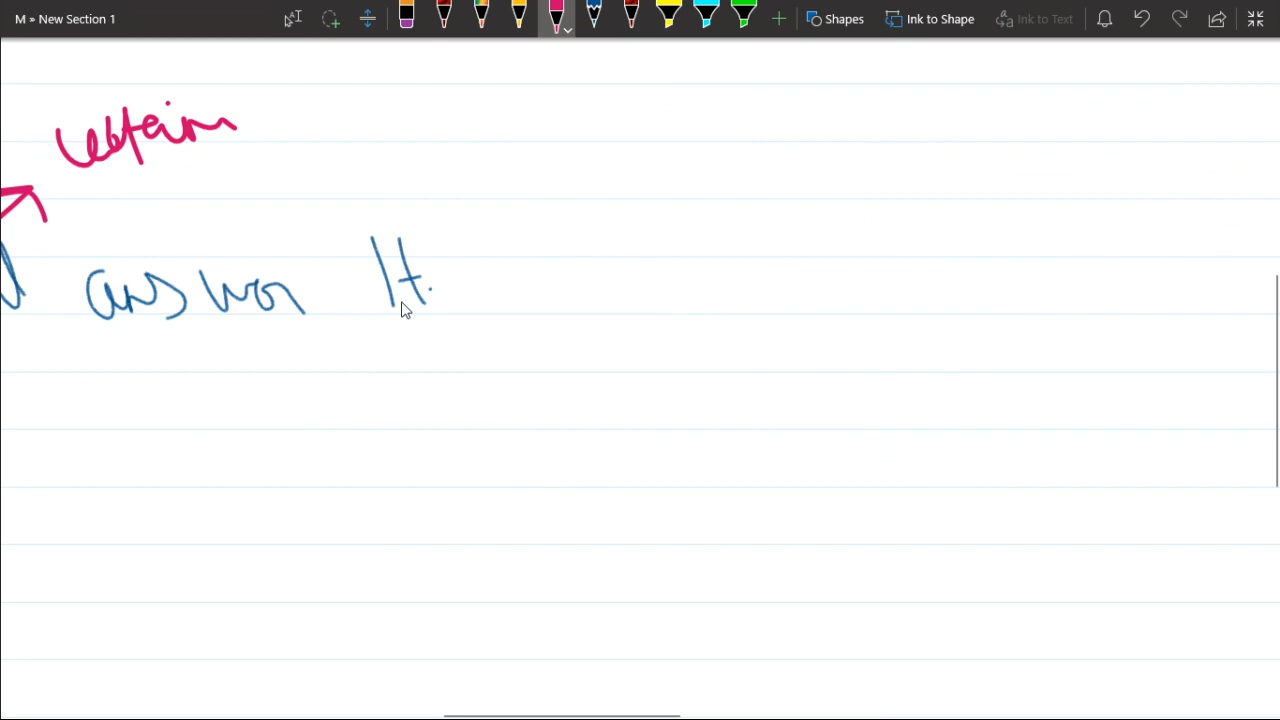 M » New Section 1
Shapes
Ink to Shape
Ink to Text
answer It.